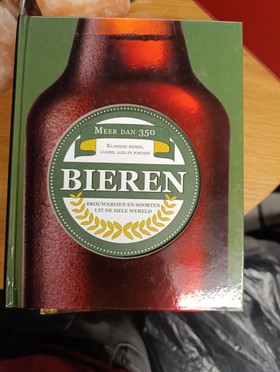 MEER DAN 350
KLASSIEKE BIEREN,
LAGERS, ALES EN PORTERS
BIEREN
BROUWERIJEN EN SOORTEN
UIT DE HELE WERELD